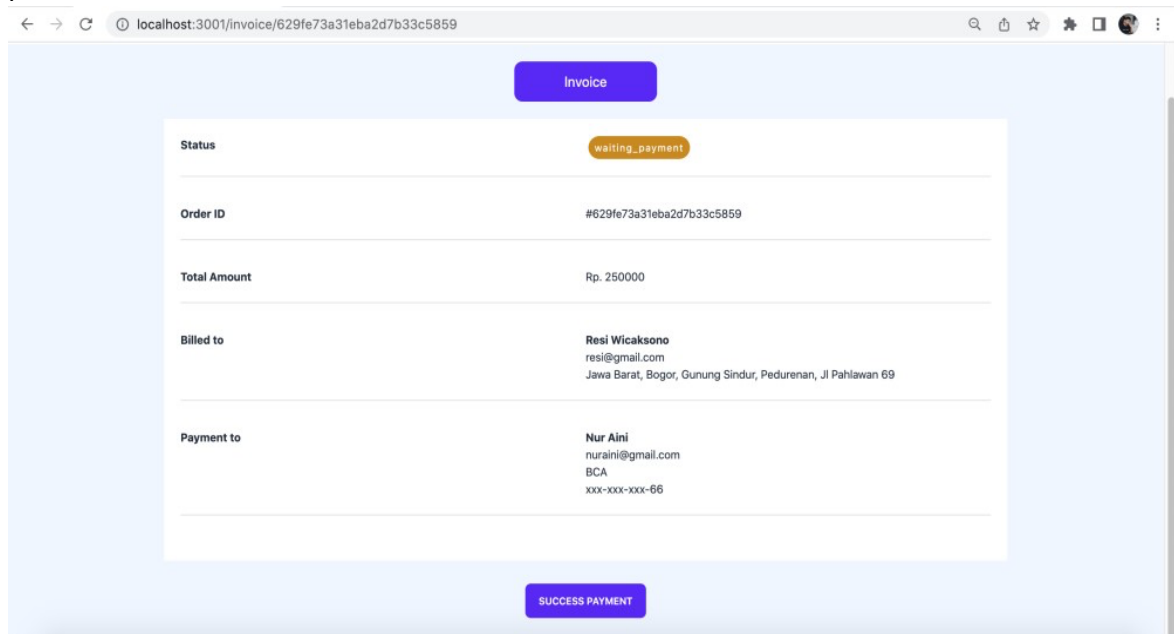 localhost:3001/invoice/629fe73a31eba2d7b33c5859
Invoice
Status
waiting_payment
Order ID
#629fe73a31eba2d7b33c5859
Total Amount
Rp. 250000
Billed to
Resi Wicaksono
resi@gmail.com
Jawa Barat, Bogor, Gunung Sindur, Pedurenan, Jl Pahlawan 69
Payment to
Nur Aini
nuraini@gmail.com
BCA
xxx-xxx-xxx-66
SUCCESS PAYMENT